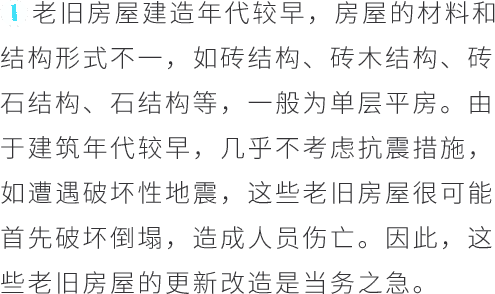 老旧房屋建造年代较早，房屋的材料和
结构形式不一，如砖结构、砖木结构、砖
石结构、石结构等，一般为单层平房。由
于建筑年代较早，几乎不考虑抗震措施，
如遭遇破坏性地震，这些老旧房屋很可能
首先破坏倒塌，造成人员伤亡。因此，这
些老旧房屋的更新改造是当务之急。